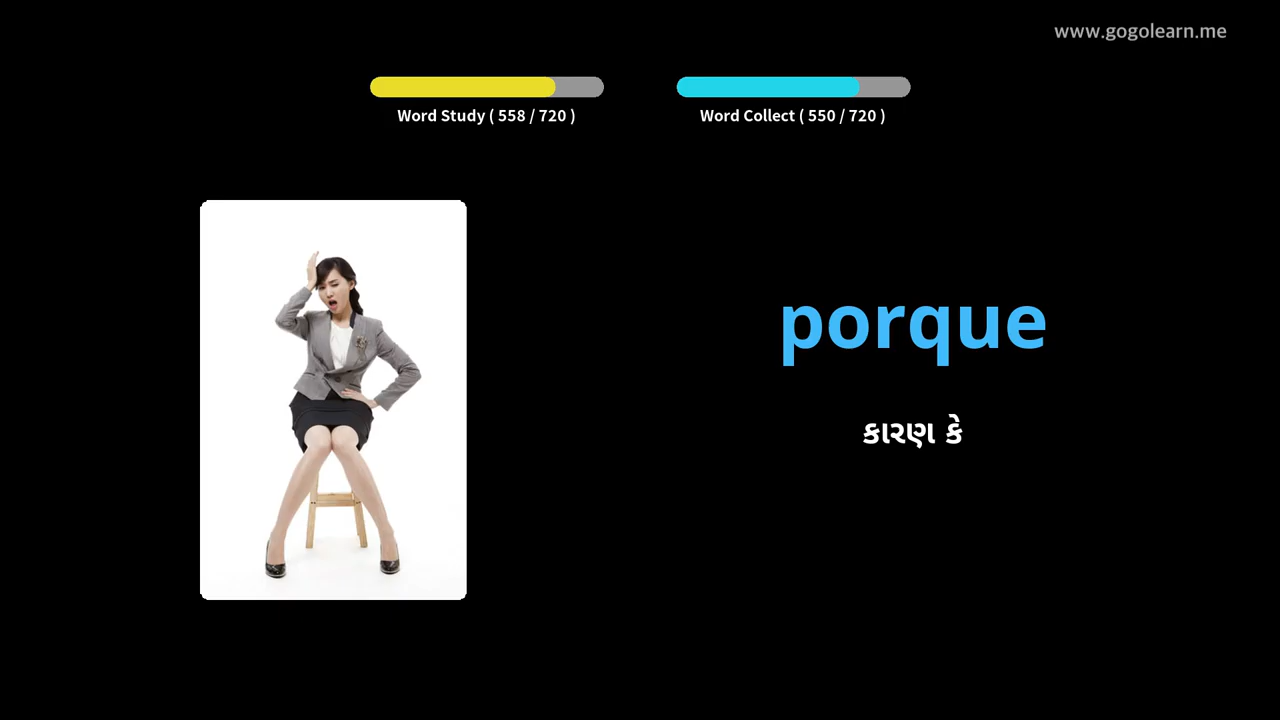 www.gogolearn.me
Word Study ( 558 / 720 )
Word Collect ( 550 / 720 )
porque
કારણ કે